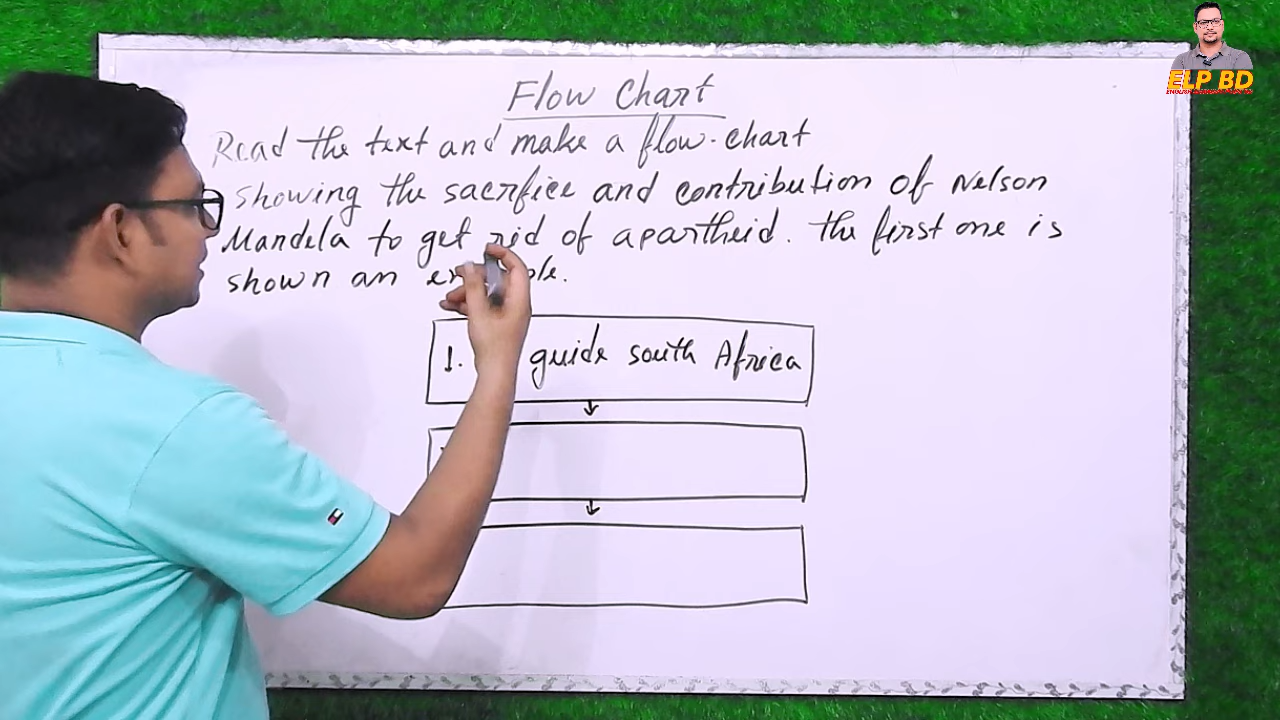 ELP BD
Flow Chart
Read the text and make a flow-chart
showing the sacrfice and contribution of Nelson
Mandela to get rid of apartheid. The first one is
shown an
1. guide south Africa